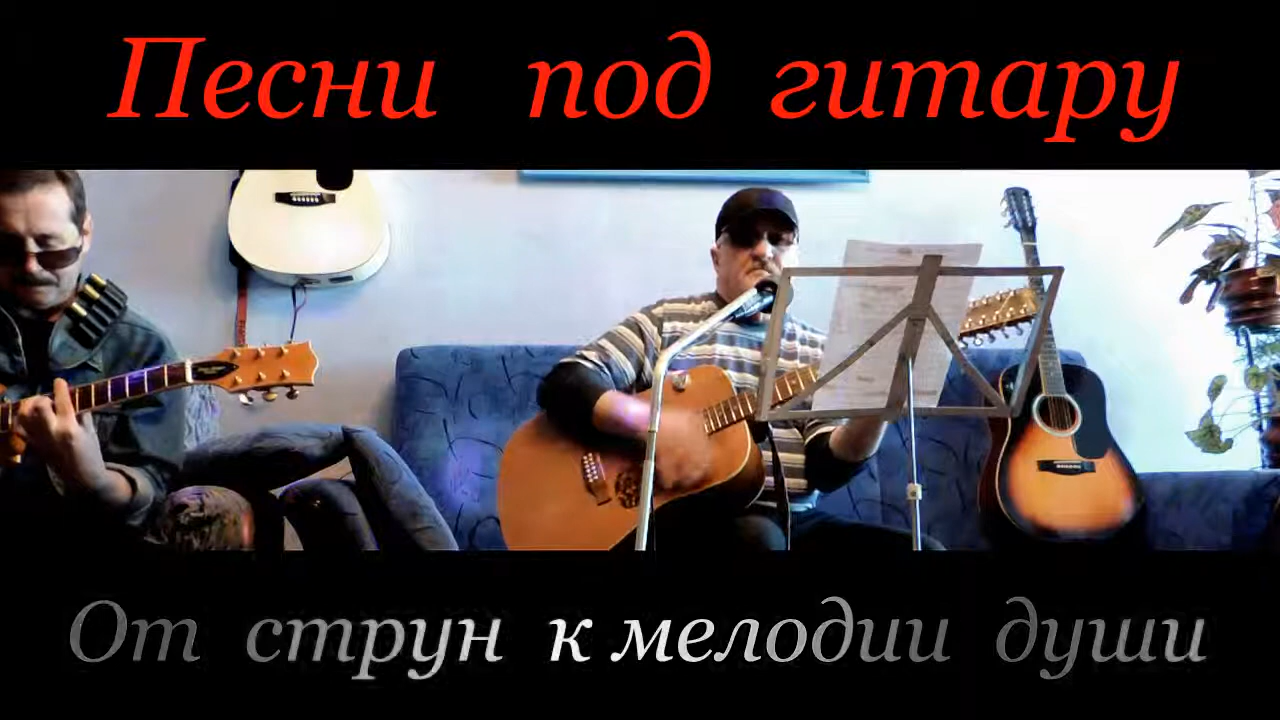 Песни под гитару
От струн к мелодии души